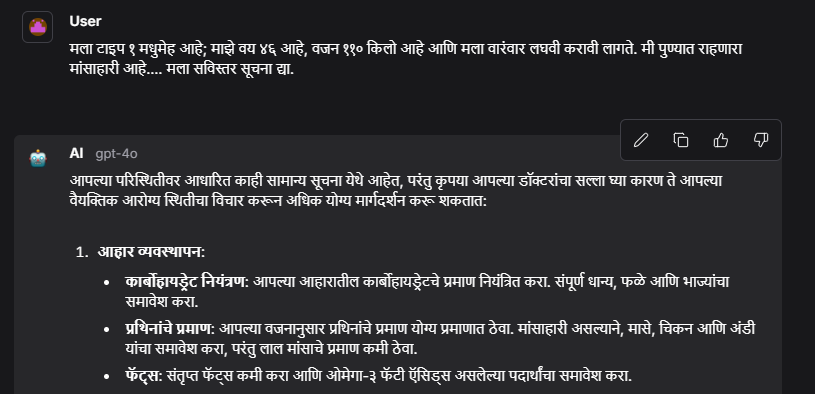 User
मला टाइप १ मधुमेह आहे; माझे वय ४६ आहे, वजन ११० किलो आहे आणि मला वारंवार लघवी करावी लागते. मी पुण्यात राहणारा
मांसाहारी आहे.... मला सविस्तर सूचना द्या.
AI gpt-4o
आपल्या परिस्थितीवर आधारित काही सामान्य सूचना येथे आहेत, परंतु कृपया आपल्या डॉक्टरांचा सल्ला घ्या कारण ते आपल्या
वैयक्तिक आरोग्य स्थितीचा विचार करून अधिक योग्य मार्गदर्शन करू शकतात:
1. आहार व्यवस्थापन:
• कार्बोहायड्रेट नियंत्रण: आपल्या आहारातील कार्बोहायड्रेटचे प्रमाण नियंत्रित करा. संपूर्ण धान्य, फळे आणि भाज्यांचा
समावेश करा.
• प्रथिनांचे प्रमाण: आपल्या वजनानुसार प्रथिनांचे प्रमाण योग्य प्रमाणात ठेवा. मांसाहारी असल्याने, मासे, चिकन आणि अंडी
यांचा समावेश करा, परंतु लाल मांसाचे प्रमाण कमी ठेवा.
• फॅट्स: संतृप्त फॅट्स कमी करा आणि ओमेगा-३ फॅटी ऍसिड्स असलेल्या पदार्थांचा समावेश करा.